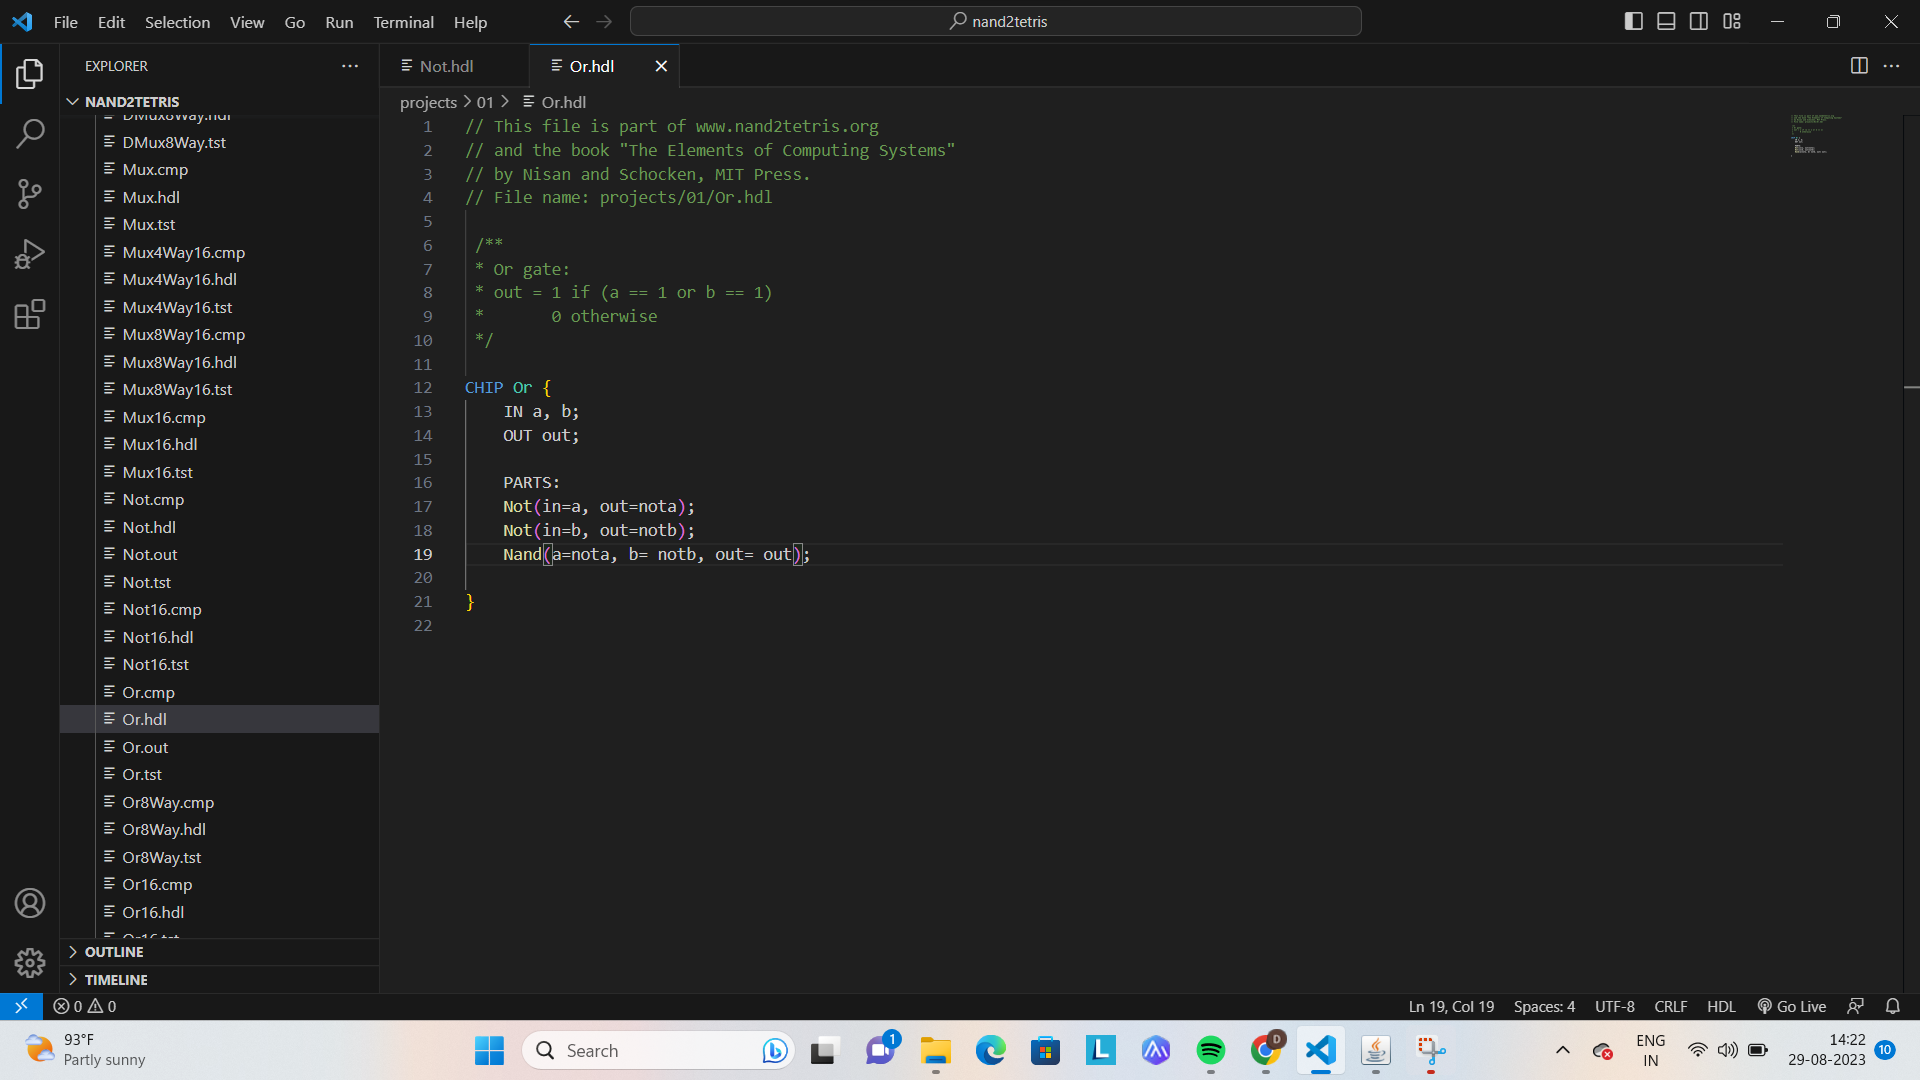 File Edit Selection View Go Run Terminal Help
nand2tetris
EXPLORER
NAND2TETRIS
DMux8Way.hdl
DMux8Way.tst
Mux.cmp
Mux.hdl
Mux.tst
Mux4Way16.cmp
Mux4Way16.hdl
Mux4Way16.tst
Mux8Way16.cmp
Mux8Way16.hdl
Mux8Way16.tst
Mux16.cmp
Mux16.hdl
Mux16.tst
Not.cmp
Not.hdl
Not.out
Not.tst
Not16.cmp
Not16.hdl
Not16.tst
Or.cmp
Or.hdl
Or.out
Or.tst
Or8Way.cmp
Or8Way.hdl
Or8Way.tst
Or16.cmp
Or16.hdl
Or16.tst
OUTLINE
TIMELINE
Not.hdl Or.hdl
projects > 01 > Or.hdl
1 // This file is part of www.nand2tetris.org
2 // and the book "The Elements of Computing Systems"
3 // by Nisan and Schocken, MIT Press.
4 // File name: projects/01/Or.hdl
5
6 /**
7 * Or gate:
8 * out = 1 if (a == 1 or b == 1)
9 *       0 otherwise
10 */
11
12 CHIP Or {
13     IN a, b;
14     OUT out;
15
16     PARTS:
17     Not(in=a, out=nota);
18     Not(in=b, out=notb);
19     Nand(a=nota, b= notb, out= out);
20
21 }
22
0 0
Ln 19, Col 19 Spaces: 4 UTF-8 CRLF HDL Go Live
93°F
Partly sunny
Search
1
D
ENG
IN
14:22
29-08-2023
10